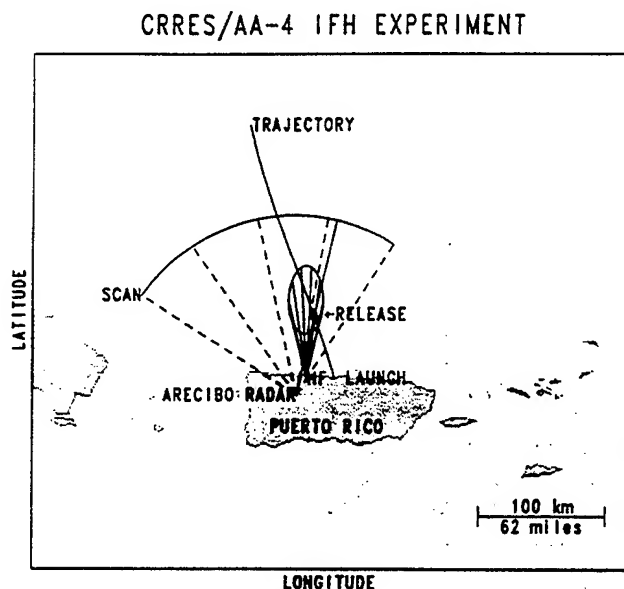 CRRES/AA-4 IFH EXPERIMENT
TRAJECTORY
SCAN
←RELEASE
HF LAUNCH
ARECIBO RADAR
PUERTO RICO
100 km
62 miles
LATITUDE
LONGITUDE